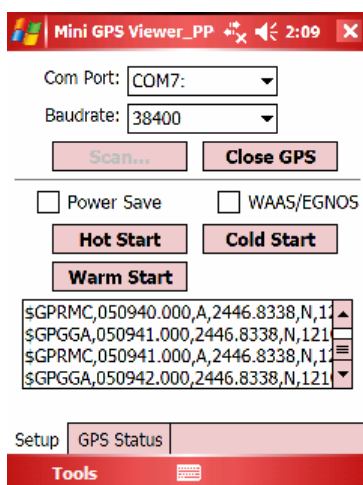 Mini GPS Viewer_PP 2:09
Com Port: COM7:
Baudrate: 38400
Scan... Close GPS
Power Save WAAS/EGNOS
Hot Start Cold Start
Warm Start
$GPRMC,050940.000,A,2446.8338,N,12
$GPGGA,050941.000,2446.8338,N,121
$GPRMC,050941.000,A,2446.8338,N,12
$GPGGA,050942.000,2446.8338,N,121
Setup GPS Status
Tools